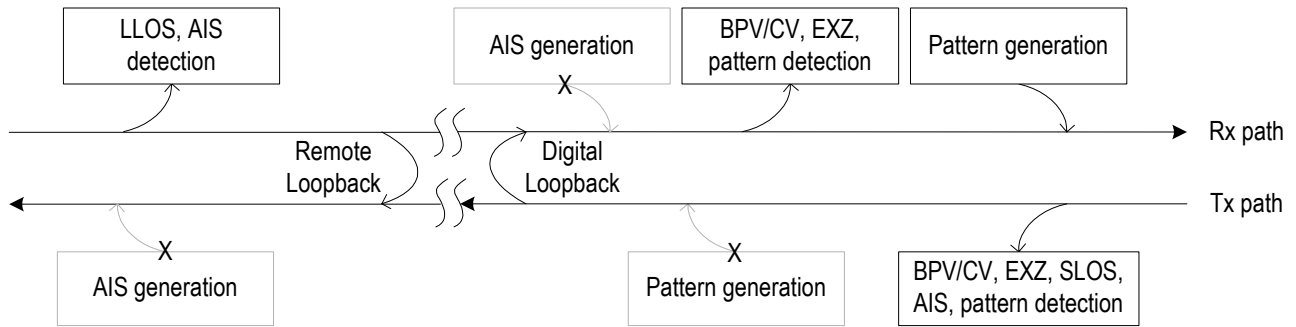 LLOS, AIS
detection
AIS generation
BPV/CV, EXZ,
pattern detection
Pattern generation
X
Rx path
Remote
Loopback
Digital
Loopback
Tx path
X
AIS generation
X
Pattern generation
BPV/CV, EXZ, SLOS,
AIS, pattern detection